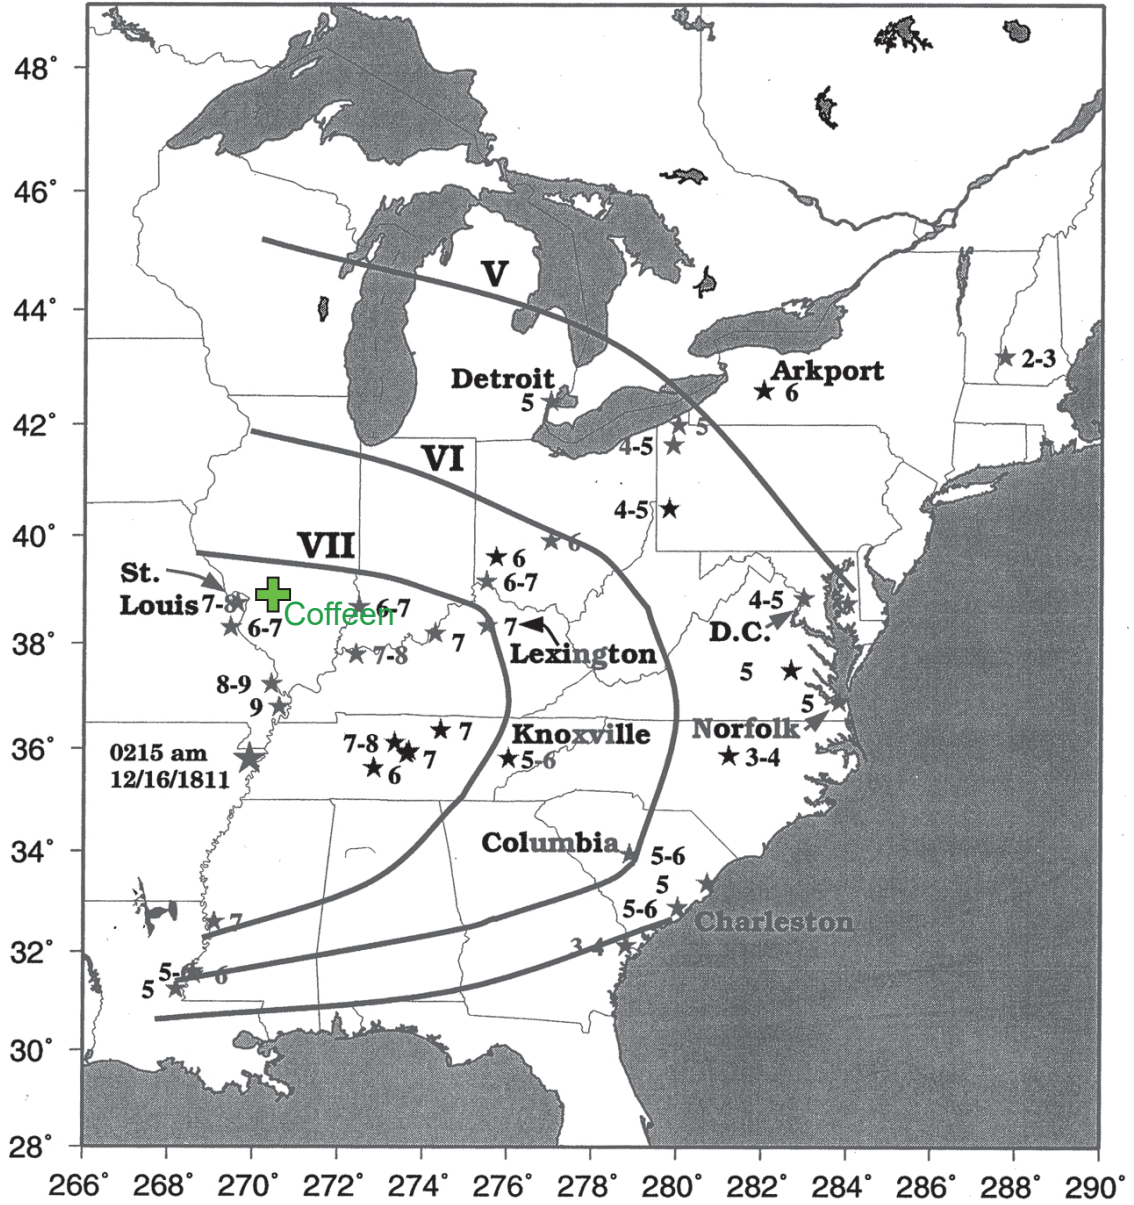 48°
46°
V
44°
2-3
Detroit
5
Arkport
6
42°
5
4-5
VI
4-5
40°
6
VII
6
6-7
St.
Louis
7-8
Coffeen
6-7
6-7
4-5
D.C.
38°
7
7
Lexington
7-8
5
8-9
9
5
Norfolk
36°
0215 am
12/16/1811
7-8
7
7
6
Knoxville
5-6
3-4
34°
Columbia
5-6
5
5-6
Charleston
7
3-4
32°
5-6
6
5
30°
28°
266° 268° 270° 272° 274° 276° 278° 280° 282° 284° 286° 288° 290°